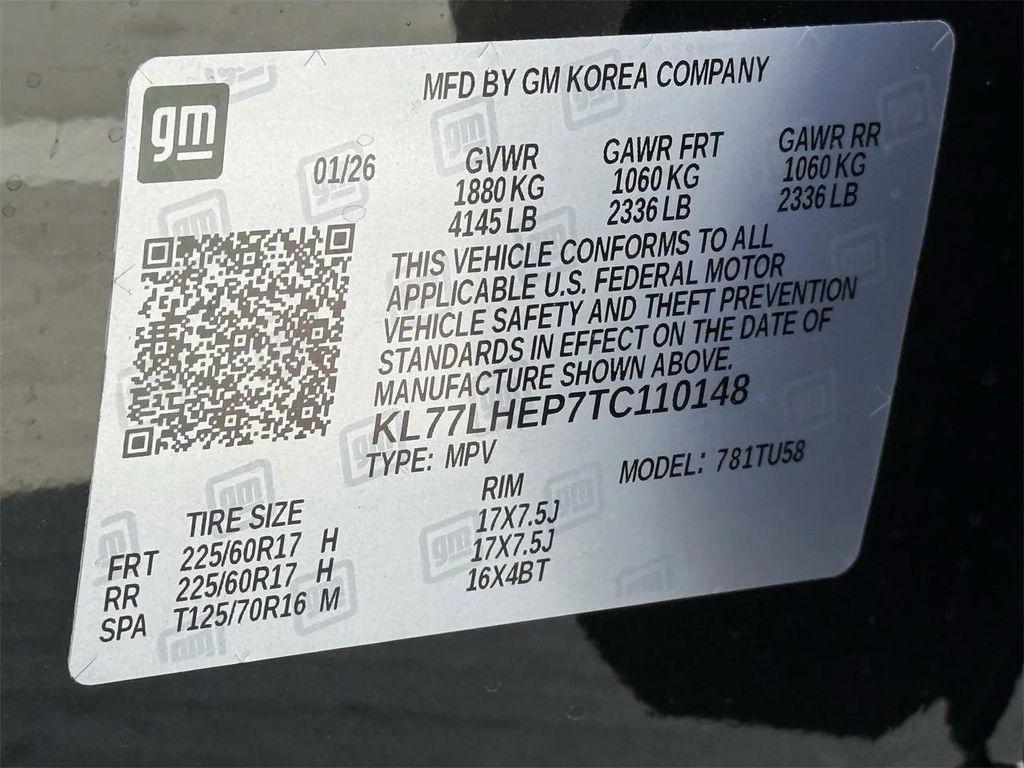 gm
MFD BY GM KOREA COMPANY
01/26
GVWR GAWR FRT GAWR RR
1880 KG 1060 KG 1060 KG
4145 LB 2336 LB 2336 LB
THIS VEHICLE CONFORMS TO ALL
APPLICABLE U.S. FEDERAL MOTOR
VEHICLE SAFETY AND THEFT PREVENTION
STANDARDS IN EFFECT ON THE DATE OF
MANUFACTURE SHOWN ABOVE.
KL77LHEP7TC110148
TYPE: MPV MODEL: 781TU58
TIRE SIZE RIM
FRT 225/60R17 H 17X7.5J
RR 225/60R17 H 17X7.5J
SPA T125/70R16 M 16X4BT